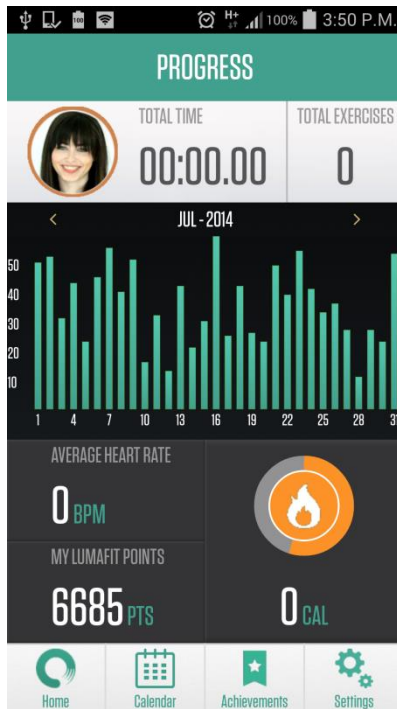 100 H+ 100% 3:50 P.M.
PROGRESS
TOTAL TIME
00:00.00
TOTAL EXERCISES
0
< JUL - 2014 >
50
40
30
20
10
1 4 7 10 13 16 19 22 25 28 31
AVERAGE HEART RATE
0 BPM
MY LUMAFIT POINTS
6685 PTS
0 CAL
Home Calendar Achievements Settings